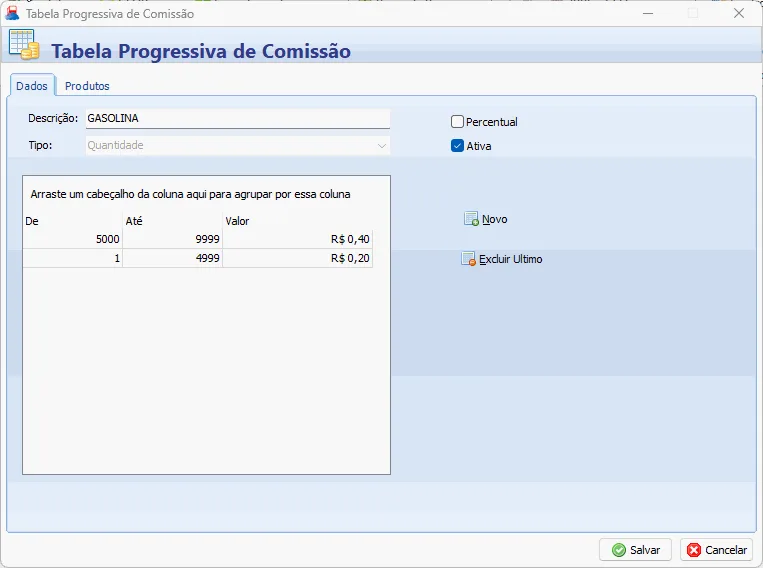 Tabela Progressiva de Comissão
Tabela Progressiva de Comissão
Dados Produtos
Descrição: GASOLINA
Percentual
Tipo: Quantidade
Ativa
Arraste um cabeçalho da coluna aqui para agrupar por essa coluna
De Até Valor
5000 9999 R$ 0,40
1 4999 R$ 0,20
Novo
Excluir Ultimo
Salvar Cancelar